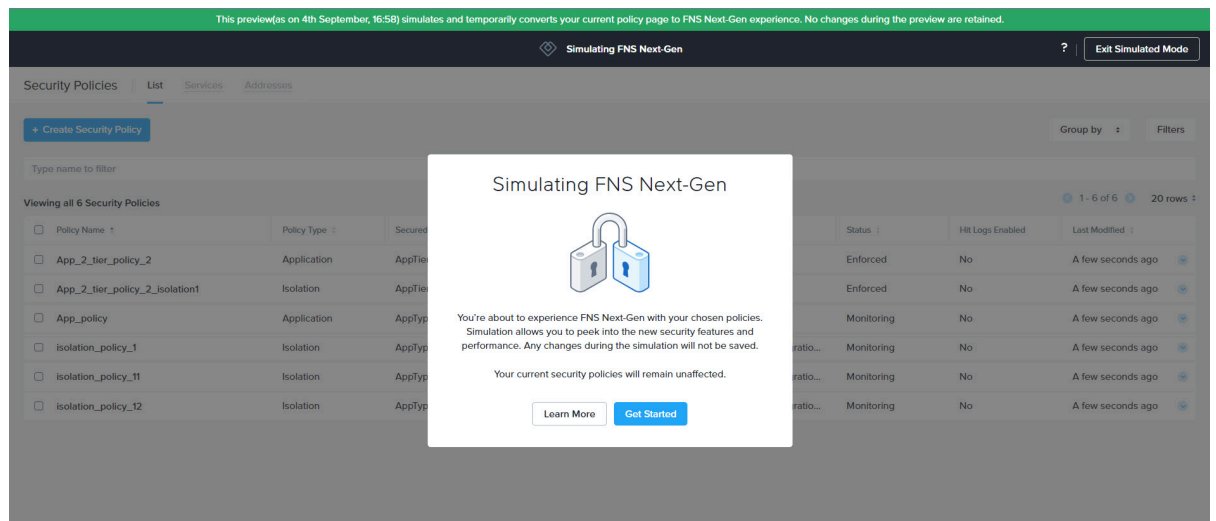 This preview(as on 4th September, 16:58) simulates and temporarily converts your current policy page to FNS Next-Gen experience. No changes during the preview are retained.
Simulating FNS Next-Gen
? Exit Simulated Mode
Security Policies List Services Addresses
+ Create Security Policy Group by Filters
Type name to filter
Simulating FNS Next-Gen
Viewing all 6 Security Policies 1 - 6 of 6 20 rows
Policy Name Policy Type Secured Status Hit Logs Enabled Last Modified
App_2_tier_policy_2 Application AppTie Enforced No A few seconds ago
App_2_tier_policy_2_isolation1 Isolation AppTie Enforced No A few seconds ago
App_policy Application AppTyp Monitoring No A few seconds ago
isolation_policy_1 Isolation AppTyp ratio... Monitoring No A few seconds ago
isolation_policy_11 Isolation AppTyp ratio... Monitoring No A few seconds ago
isolation_policy_12 Isolation AppTyp ratio... Monitoring No A few seconds ago
You're about to experience FNS Next-Gen with your chosen policies.
Simulation allows you to peek into the new security features and
performance. Any changes during the simulation will not be saved.
Your current security policies will remain unaffected.
Learn More Get Started